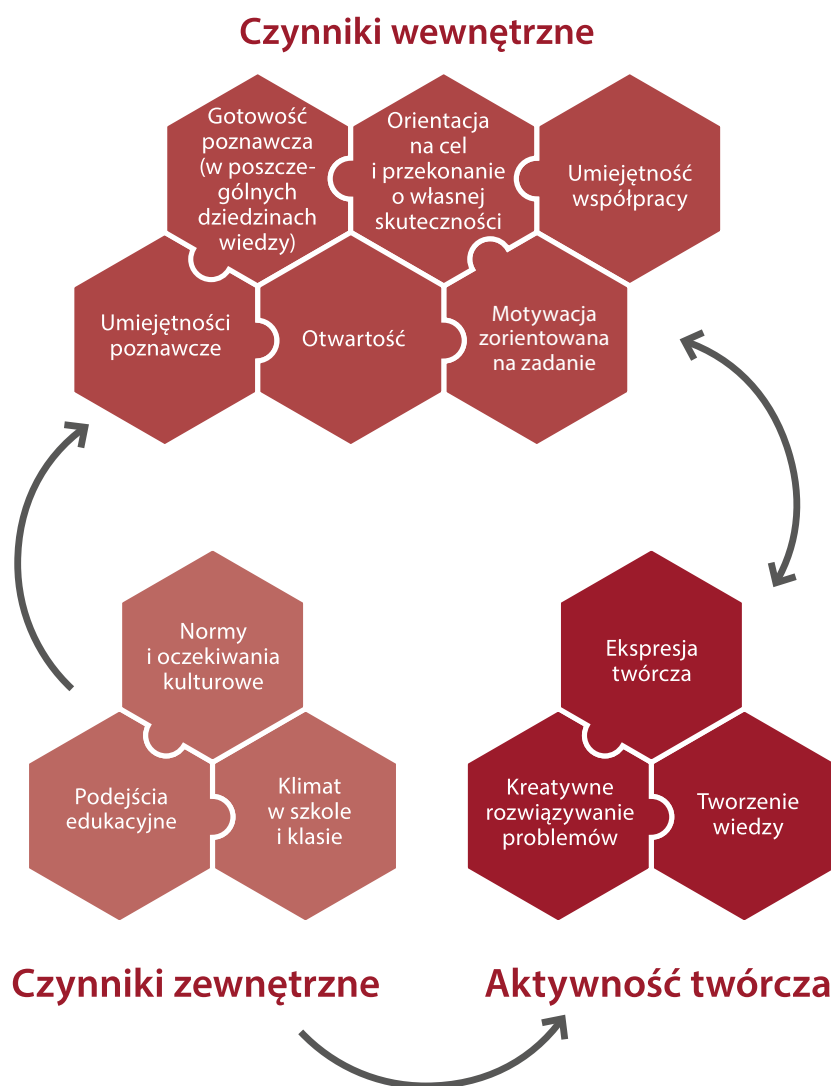 Czynniki wewnętrzne
Gotowość
poznawcza
(w poszcze-
gólnych
dziedzinach
wiedzy)
Orientacja
na cel
i przekonanie
o własnej
skuteczności
Umiejętność
współpracy
Umiejętności
poznawcze
Otwartość
Motywacja
zorientowana
na zadanie
Normy
i oczekiwania
kulturowe
Podejścia
edukacyjne
Klimat
w szkole
i klasie
Ekspresja
twórcza
Kreatywne
rozwiązywanie
problemów
Tworzenie
wiedzy
Czynniki zewnętrzne
Aktywność twórcza